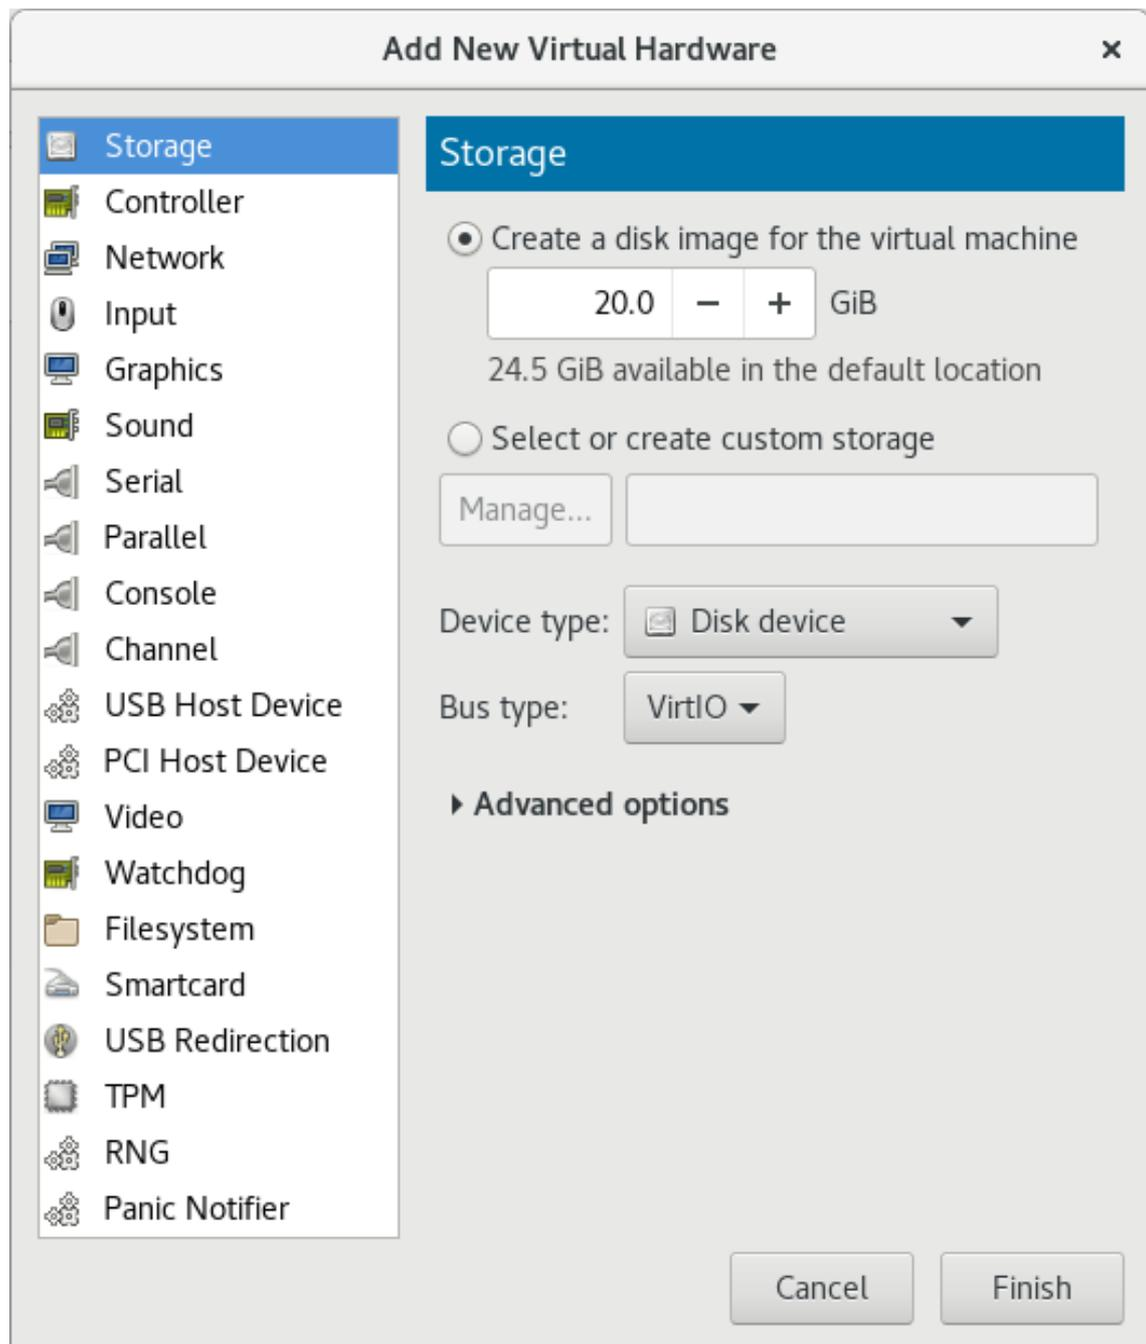 Add New Virtual Hardware
Storage
Controller
Network
Input
Graphics
Sound
Serial
Parallel
Console
Channel
USB Host Device
PCI Host Device
Video
Watchdog
Filesystem
Smartcard
USB Redirection
TPM
RNG
Panic Notifier
Storage
Create a disk image for the virtual machine
20.0 − + GiB
24.5 GiB available in the default location
Select or create custom storage
Manage...
Device type: Disk device
Bus type: VirtIO
Advanced options
Cancel Finish